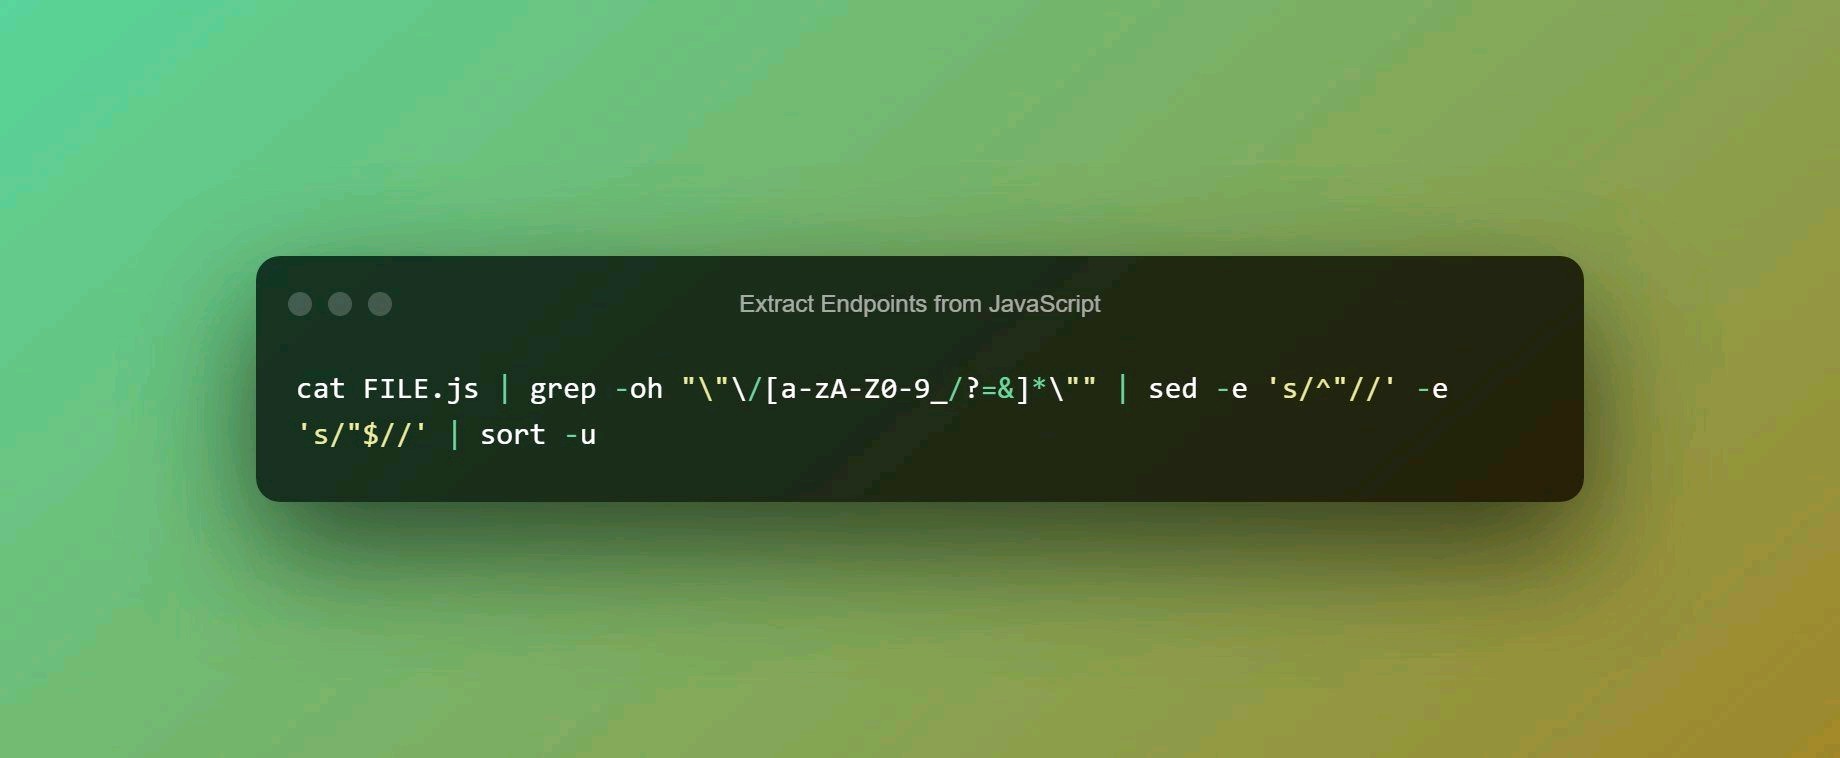 Extract Endpoints from JavaScript
cat FILE.js | grep -oh "\"\/[a-zA-Z0-9_/?=&]*\"" | sed -e 's/^"//' -e
's/"$//' | sort -u